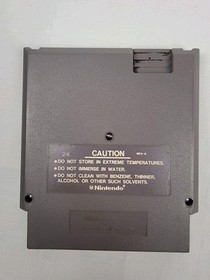 CAUTION
REV-A
• DO NOT STORE IN EXTREME TEMPERATURES.
• DO NOT IMMERSE IN WATER.
• DO NOT CLEAN WITH BENZENE, THINNER,
ALCOHOL OR OTHER SUCH SOLVENTS.
Nintendo®